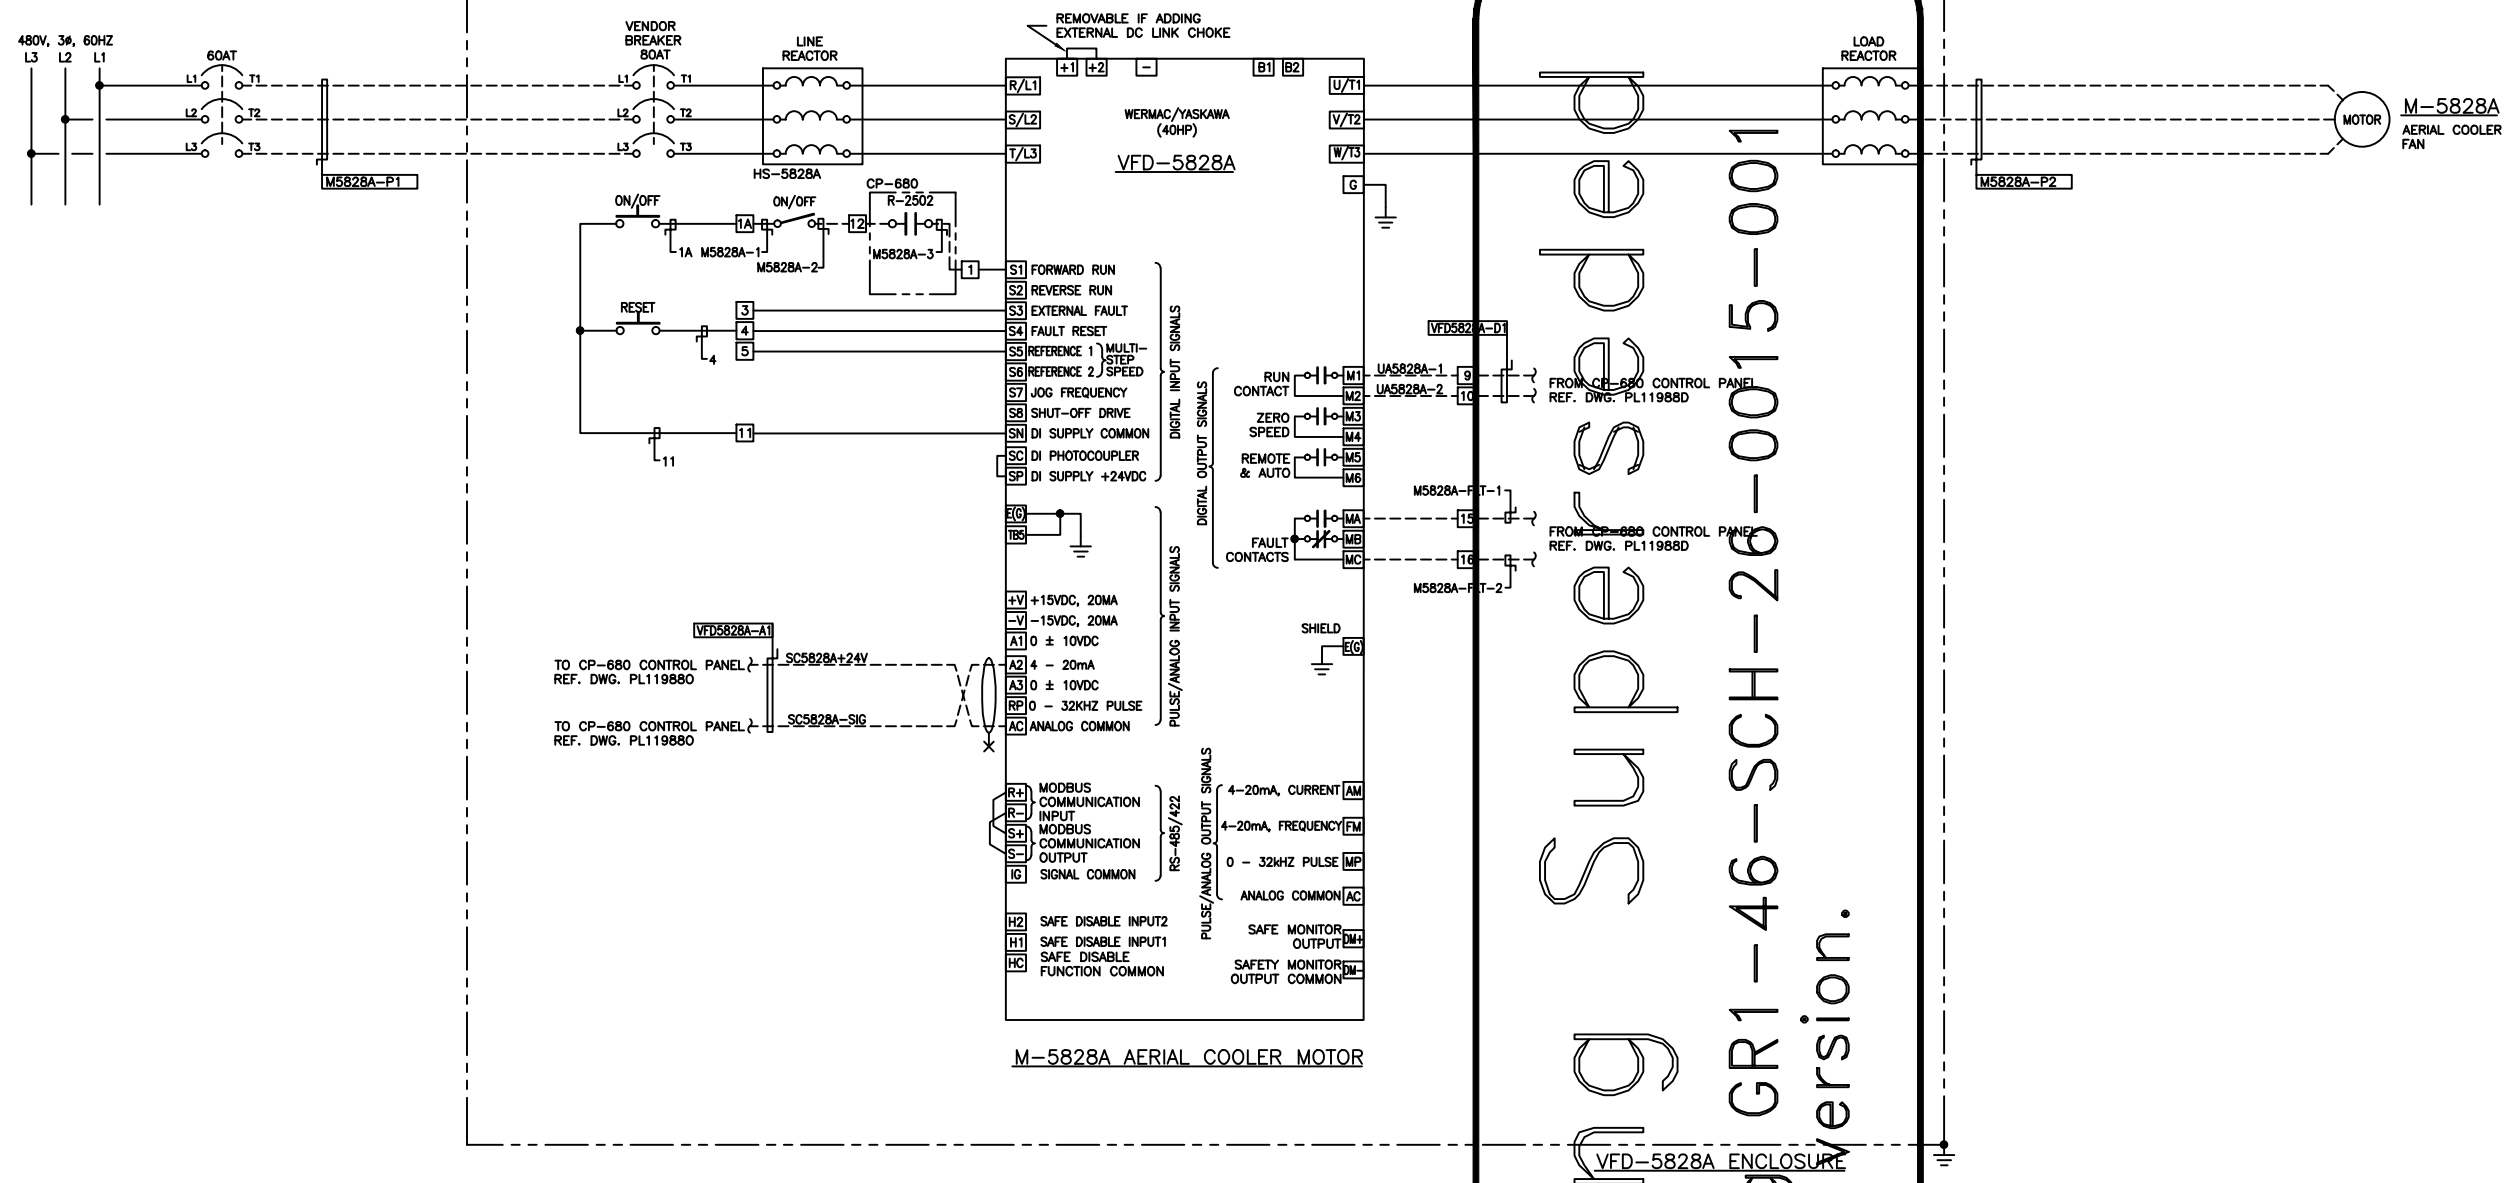 480V, 3ø, 60HZ
L3 L2 L1
60AT
L1 T1
L2 T2
L3 T3
M5828A-P1
VENDOR
BREAKER
80AT
L1 T1
L2 T2
L3 T3
LINE
REACTOR
REMOVABLE IF ADDING
EXTERNAL DC LINK CHOKE
+1 +2 - B1 B2
R/L1
S/L2
T/L3
WERMAC/YASKAWA
(40HP)
VFD-5828A
U/T1
V/T2
W/T3
G
LOAD
REACTOR
M5828A-P2
MOTOR
M-5828A
AERIAL COOLER
FAN
HS-5828A
ON/OFF
ON/OFF
CP-680
R-2502
1A
12
1A M5828A-1
M5828A-2
M5828A-3
1
RESET
3
4
5
4
11
11
S1 FORWARD RUN
S2 REVERSE RUN
S3 EXTERNAL FAULT
S4 FAULT RESET
S5 REFERENCE 1
S6 REFERENCE 2
MULTI-
STEP
SPEED
S7 JOG FREQUENCY
S8 SHUT-OFF DRIVE
SN DI SUPPLY COMMON
SC DI PHOTOCOUPLER
SP DI SUPPLY +24VDC
DIGITAL INPUT SIGNALS
E(G)
TB5
+V +15VDC, 20MA
-V -15VDC, 20MA
A1 0 ± 10VDC
A2 4 - 20mA
A3 0 ± 10VDC
RP 0 - 32KHZ PULSE
AC ANALOG COMMON
PULSE/ANALOG INPUT SIGNALS
VFD5828A-A1
TO CP-680 CONTROL PANEL
REF. DWG. PL11988O
SC5828A+24V
TO CP-680 CONTROL PANEL
REF. DWG. PL11988O
SC5828A-SIG
R+
R-
MODBUS
COMMUNICATION
INPUT
S+
S-
MODBUS
COMMUNICATION
OUTPUT
IG SIGNAL COMMON
RS-485/422
H2 SAFE DISABLE INPUT2
H1 SAFE DISABLE INPUT1
HC SAFE DISABLE
FUNCTION COMMON
DIGITAL OUTPUT SIGNALS
RUN
CONTACT
M1
M2
ZERO
SPEED
M3
M4
REMOTE
& AUTO
M5
M6
FAULT
CONTACTS
MA
MB
MC
UA5828A-1
UA5828A-2
9
10
VFD5828A-D1
FROM CP-680 CONTROL PANEL
REF. DWG. PL11988D
M5828A-FLT-1
15
16
FROM CP-680 CONTROL PANEL
REF. DWG. PL11988D
M5828A-FLT-2
SHIELD
E(G)
PULSE/ANALOG OUTPUT SIGNALS
4-20mA, CURRENT AM
4-20mA, FREQUENCY FM
0 - 32kHZ PULSE MP
ANALOG COMMON AC
SAFE MONITOR
OUTPUT DM+
SAFETY MONITOR
OUTPUT COMMON DM-
M-5828A AERIAL COOLER MOTOR
VFD-5828A ENCLOSURE
ng Superseded
GR1-46-SCH-26-0015-001
version.